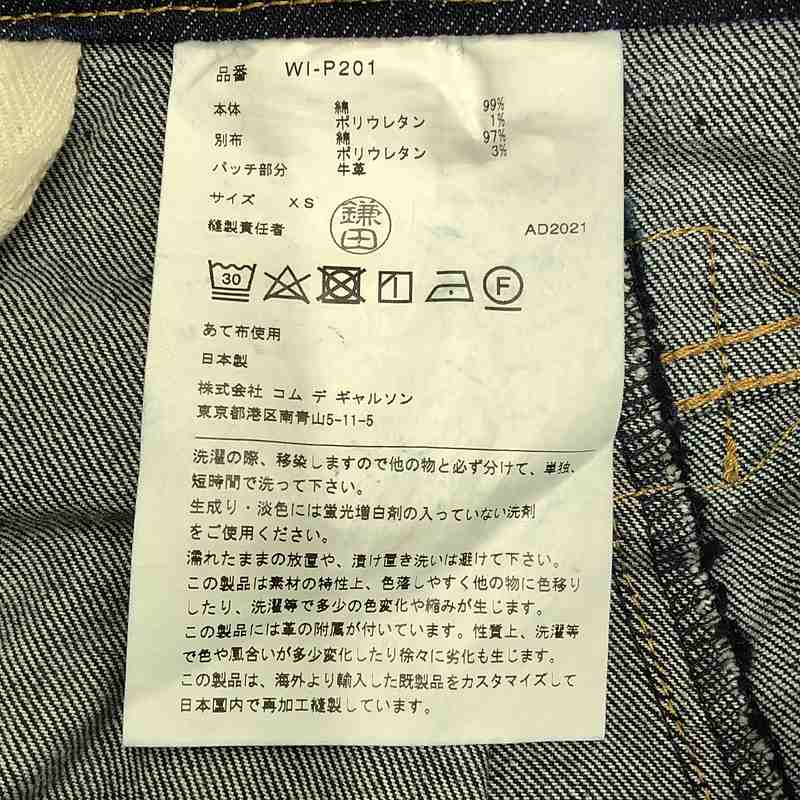 品番 WI-P201
本体 綿 99%
ポリウレタン 1%
別布 綿 97%
ポリウレタン 3%
パッチ部分 牛革
サイズ XS
縫製責任者 鎌田 AD2021
30 F
あて布使用
日本製
株式会社 コム デ ギャルソン
東京都港区南青山5-11-5
洗濯の際、移染しますので他の物と必ず分けて、単独、
短時間で洗って下さい。
生成り・淡色には蛍光増白剤の入っていない洗剤
をご使用ください。
濡れたままの放置や、漬け置き洗いは避けて下さい。
この製品は素材の特性上、色落しやすく他の物に色移り
したり、洗濯等で多少の色変化や縮みが生じます。
この製品には革の附属が付いています。性質上、洗濯等
で色や風合いが多少変化したり徐々に劣化も生じます。
この製品は、海外より輸入した既製品をカスタマイズして
日本国内で再加工縫製しています。